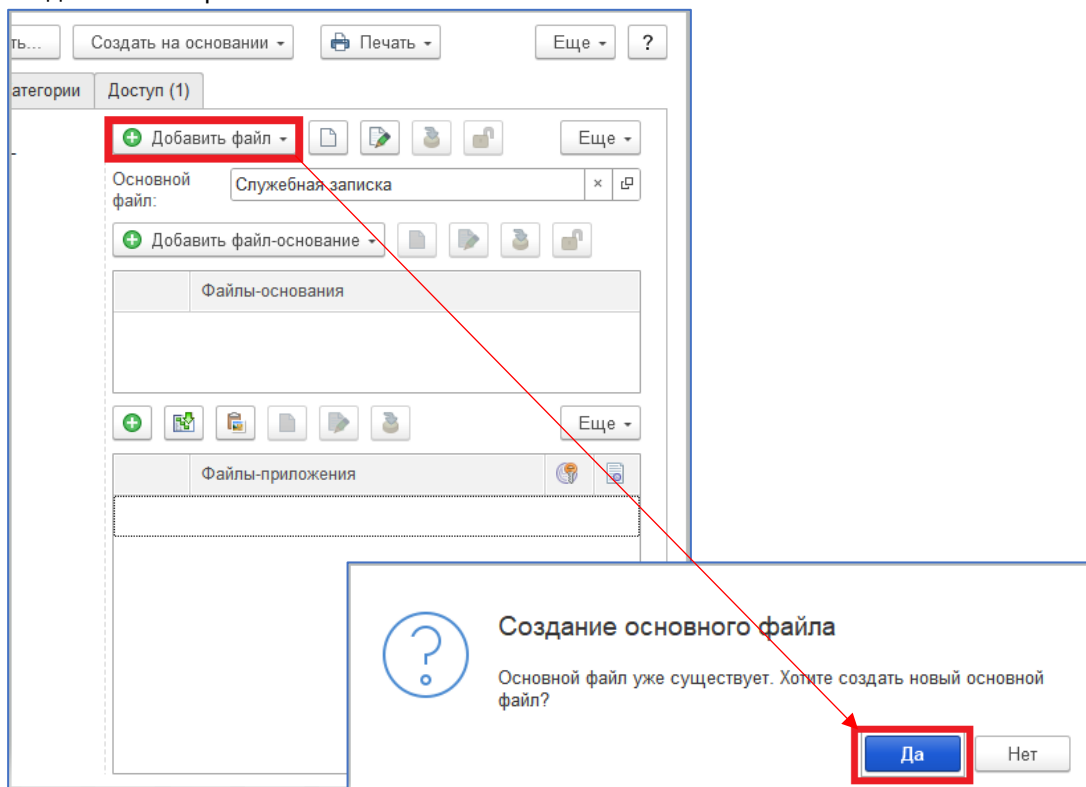 ть... Создать на основании Печать Еще ?
атегории Доступ (1)
Добавить файл Еще
Основной
файл:
Служебная записка
Добавить файл-основание
Файлы-основания
Еще
Файлы-приложения
Создание основного файла
Основной файл уже существует. Хотите создать новый основной
файл?
Да Нет